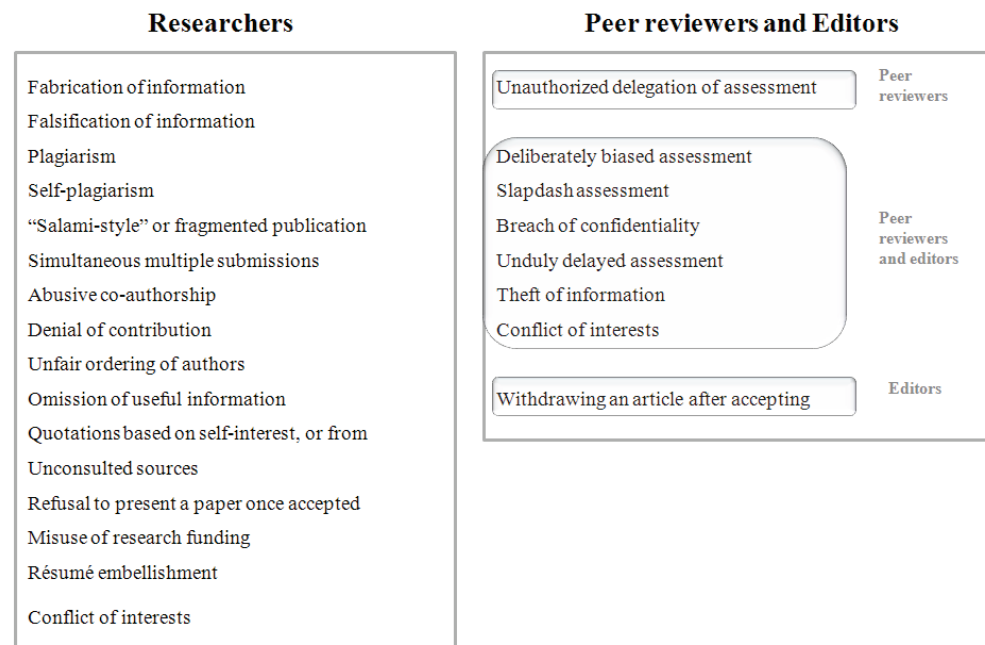 Researchers
Fabrication of information
Falsification of information
Plagiarism
Self-plagiarism
“Salami-style” or fragmented publication
Simultaneous multiple submissions
Abusive co-authorship
Denial of contribution
Unfair ordering of authors
Omission of useful information
Quotations based on self-interest, or from
Unconsulted sources
Refusal to present a paper once accepted
Misuse of research funding
Résumé embellishment
Conflict of interests
Peer reviewers and Editors
Unauthorized delegation of assessment
Peer
reviewers
Deliberately biased assessment
Slapdash assessment
Breach of confidentiality
Unduly delayed assessment
Theft of information
Conflict of interests
Peer
reviewers
and editors
Withdrawing an article after accepting
Editors